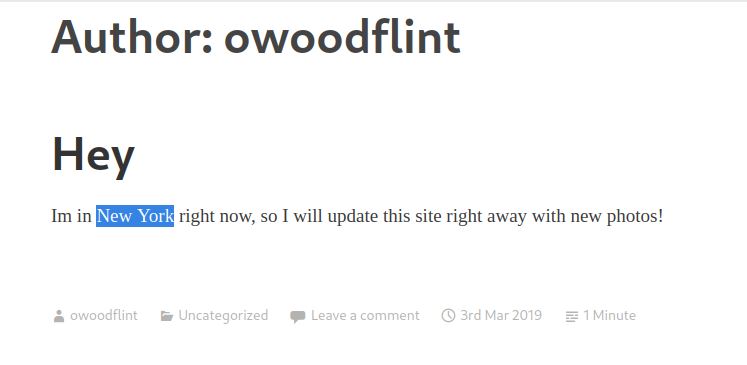 Author: owoodflint
Hey
Im in New York right now, so I will update this site right away with new photos!
owoodflint Uncategorized Leave a comment 3rd Mar 2019 1 Minute